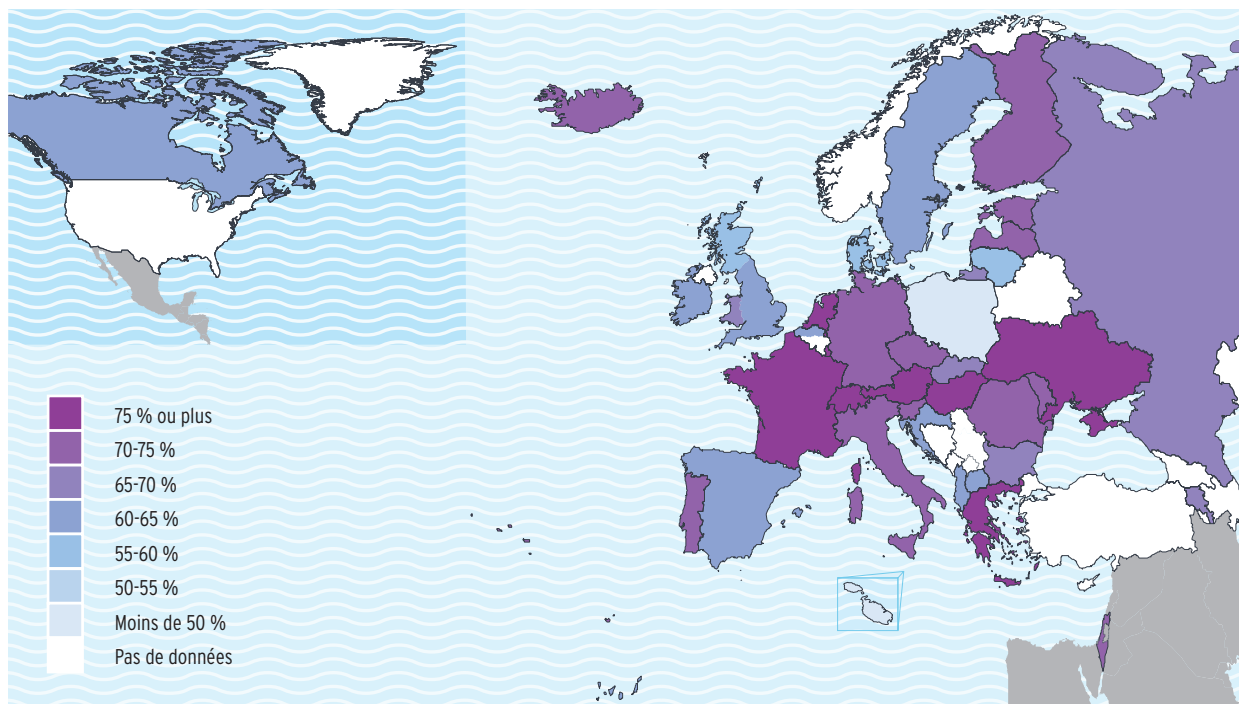 75 % ou plus
70-75 %
65-70 %
60-65 %
55-60 %
50-55 %
Moins de 50 %
Pas de données